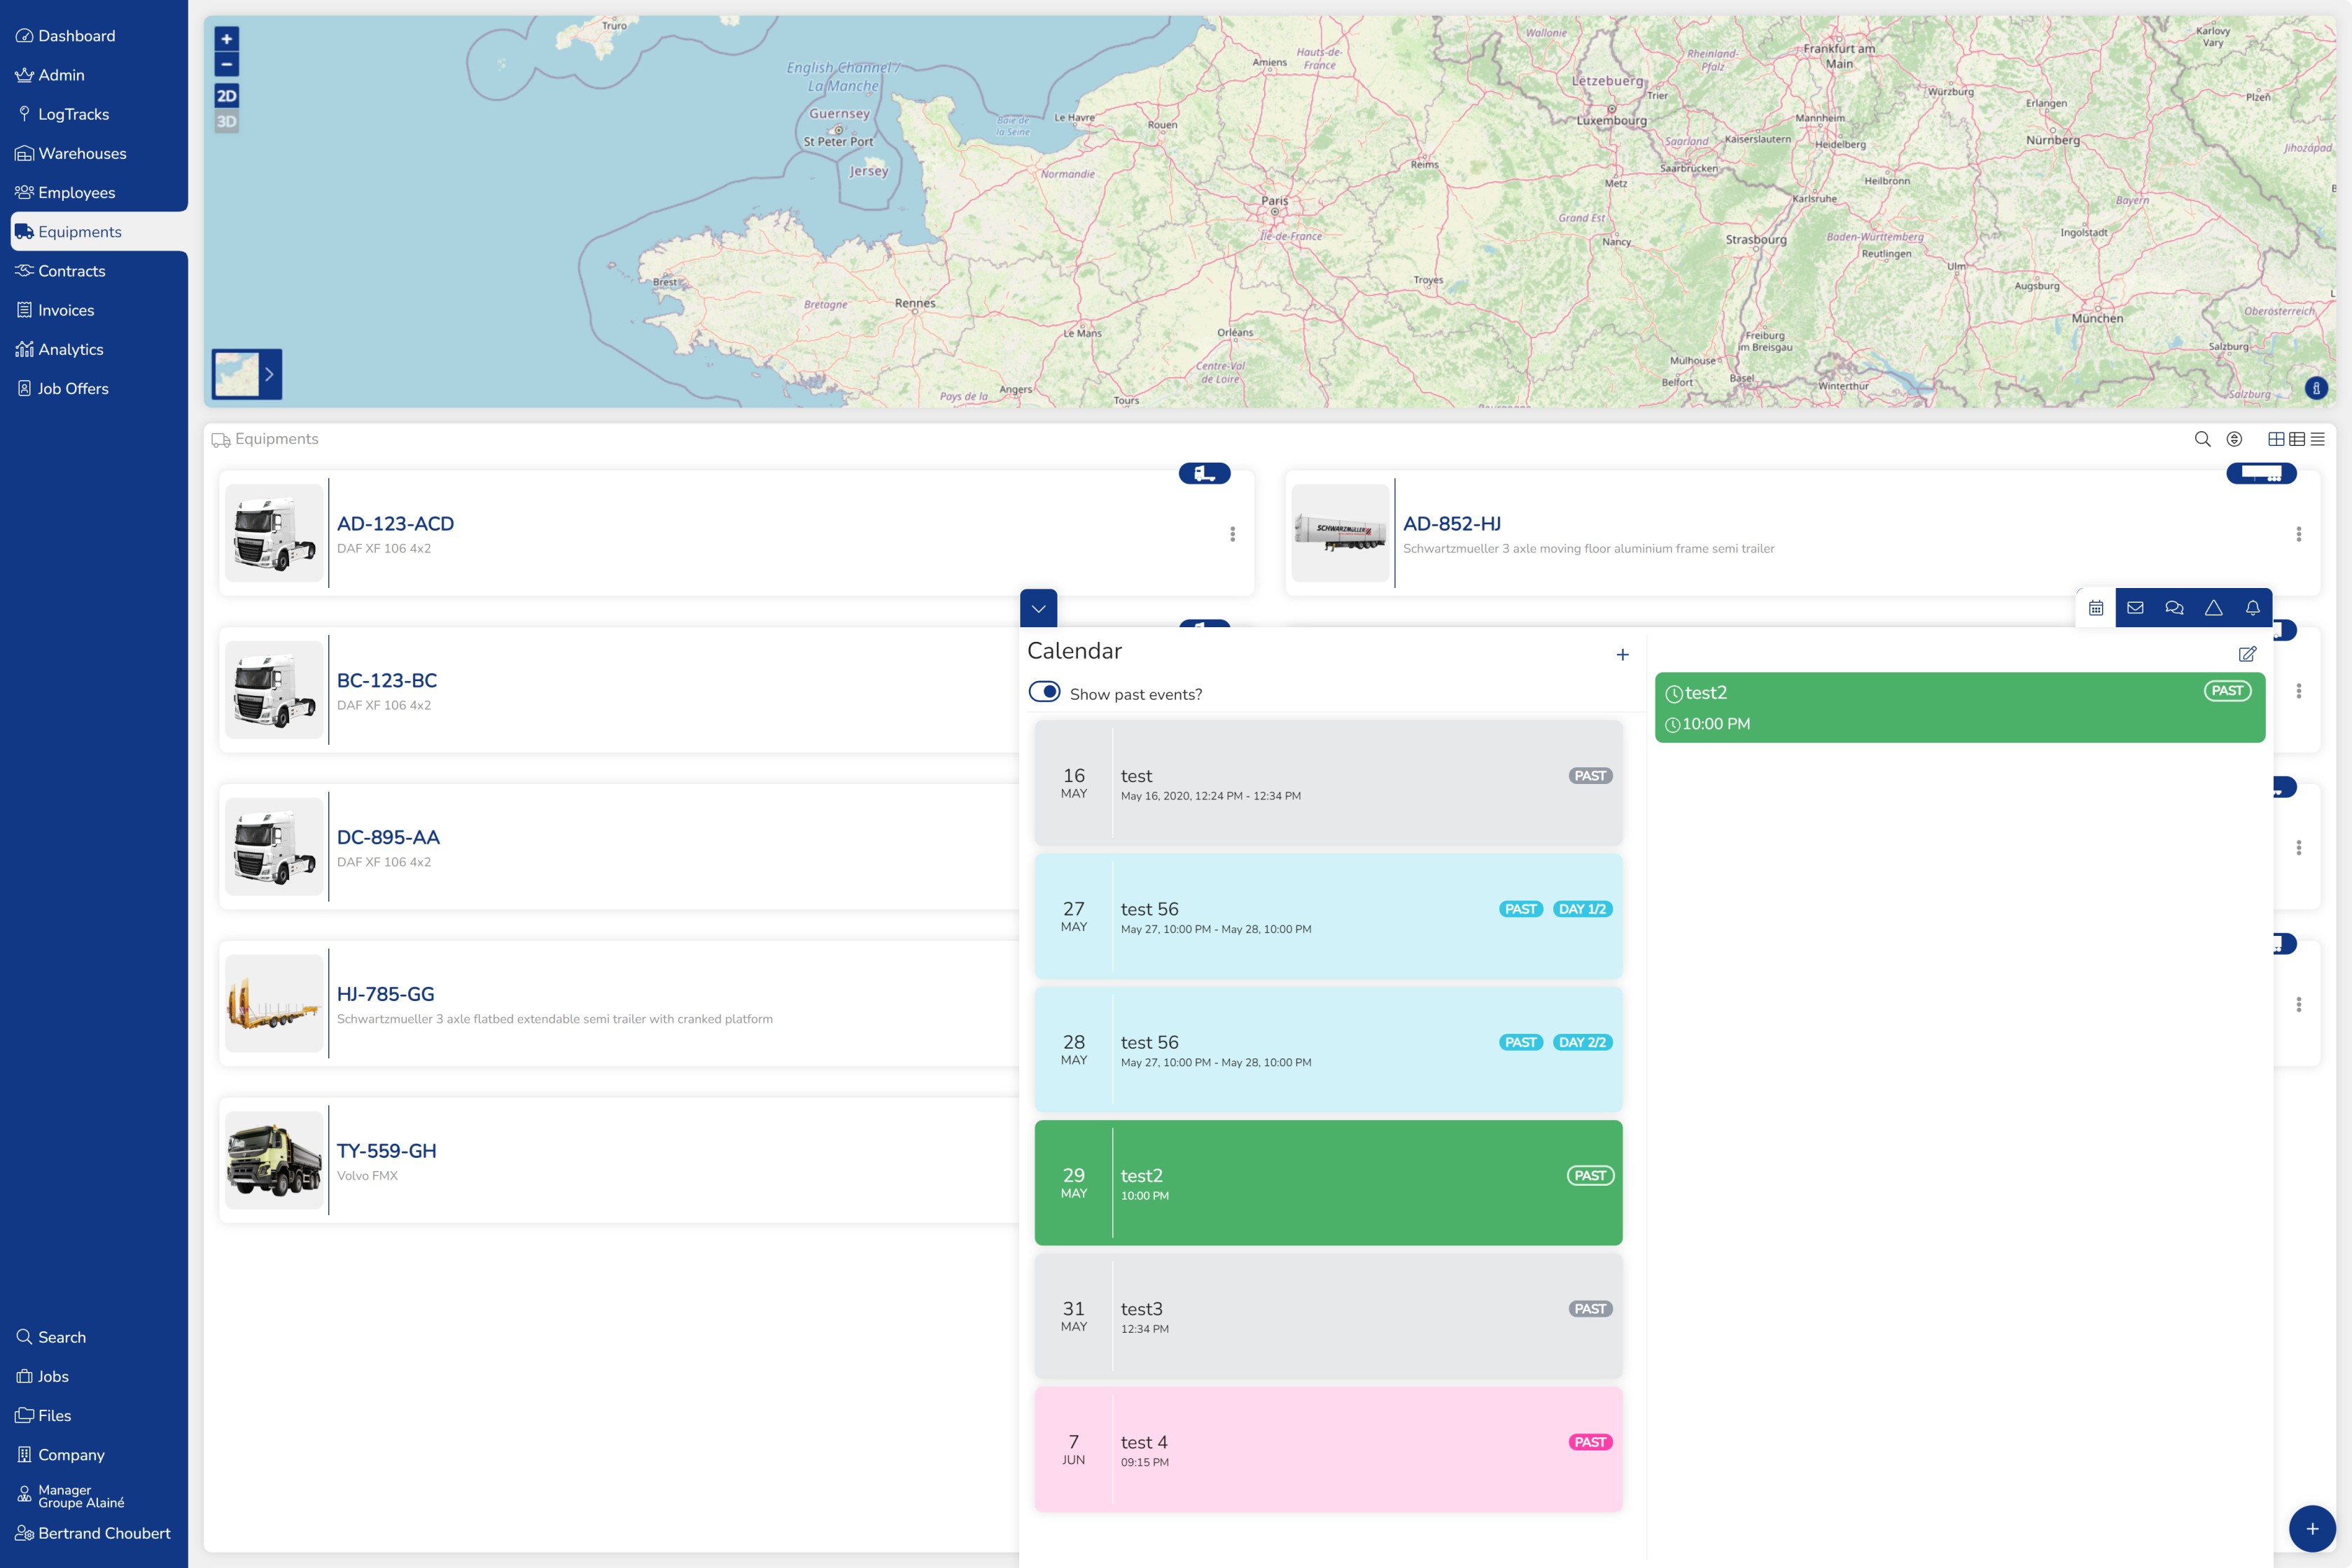 Dashboard
Admin
LogTracks
Warehouses
Employees
Equipments
Contracts
Invoices
Analytics
Job Offers
Search
Jobs
Files
Company
Manager
Groupe Alainé
Bertrand Choubert
+
−
2D
3D
Truro
English Channel /
La Manche
Guernsey
St Peter Port
Jersey
Baie de
la Seine
Le Havre
Rouen
Amiens
Hauts-de-
France
Wallonie
Lëtzebuerg
Luxembourg
Trier
Rheinland-
Pfalz
Frankfurt am
Main
Mannheim
Heidelberg
Saarland
Kaiserslautern
Saarbrücken
Würzburg
Erlangen
Nürnberg
Karlovy
Vary
Plzeň
Jihozápad
Normandie
Reims
Metz
Paris
Île-de-France
Grand Est
Nancy
Strasbourg
Heilbronn
Karlsruhe
Baden-Württemberg
Reutlingen
Ulm
Bayern
Ingolstadt
Augsburg
München
Oberösterreich
Salzburg
Salzburg
Brest
Bretagne
Rennes
Le Mans
Orléans
Troyes
Centre-Val
de Loire
Angers
Tours
Pays de la
Freiburg
im Breisgau
Mulhouse
Belfort
Basel
Winterthur
Equipments
AD-123-ACD
DAF XF 106 4x2
SCHWARZMÜLLER
AD-852-HJ
Schwartzmueller 3 axle moving floor aluminium frame semi trailer
BC-123-BC
DAF XF 106 4x2
DC-895-AA
DAF XF 106 4x2
HJ-785-GG
Schwartzmueller 3 axle flatbed extendable semi trailer with cranked platform
TY-559-GH
Volvo FMX
Calendar
+
Show past events?
16
MAY
test
May 16, 2020, 12:24 PM - 12:34 PM
PAST
27
MAY
test 56
May 27, 10:00 PM - May 28, 10:00 PM
PAST DAY 1/2
28
MAY
test 56
May 27, 10:00 PM - May 28, 10:00 PM
PAST DAY 2/2
29
MAY
test2
10:00 PM
PAST
31
MAY
test3
12:34 PM
PAST
7
JUN
test 4
09:15 PM
PAST
test2
PAST
10:00 PM
+